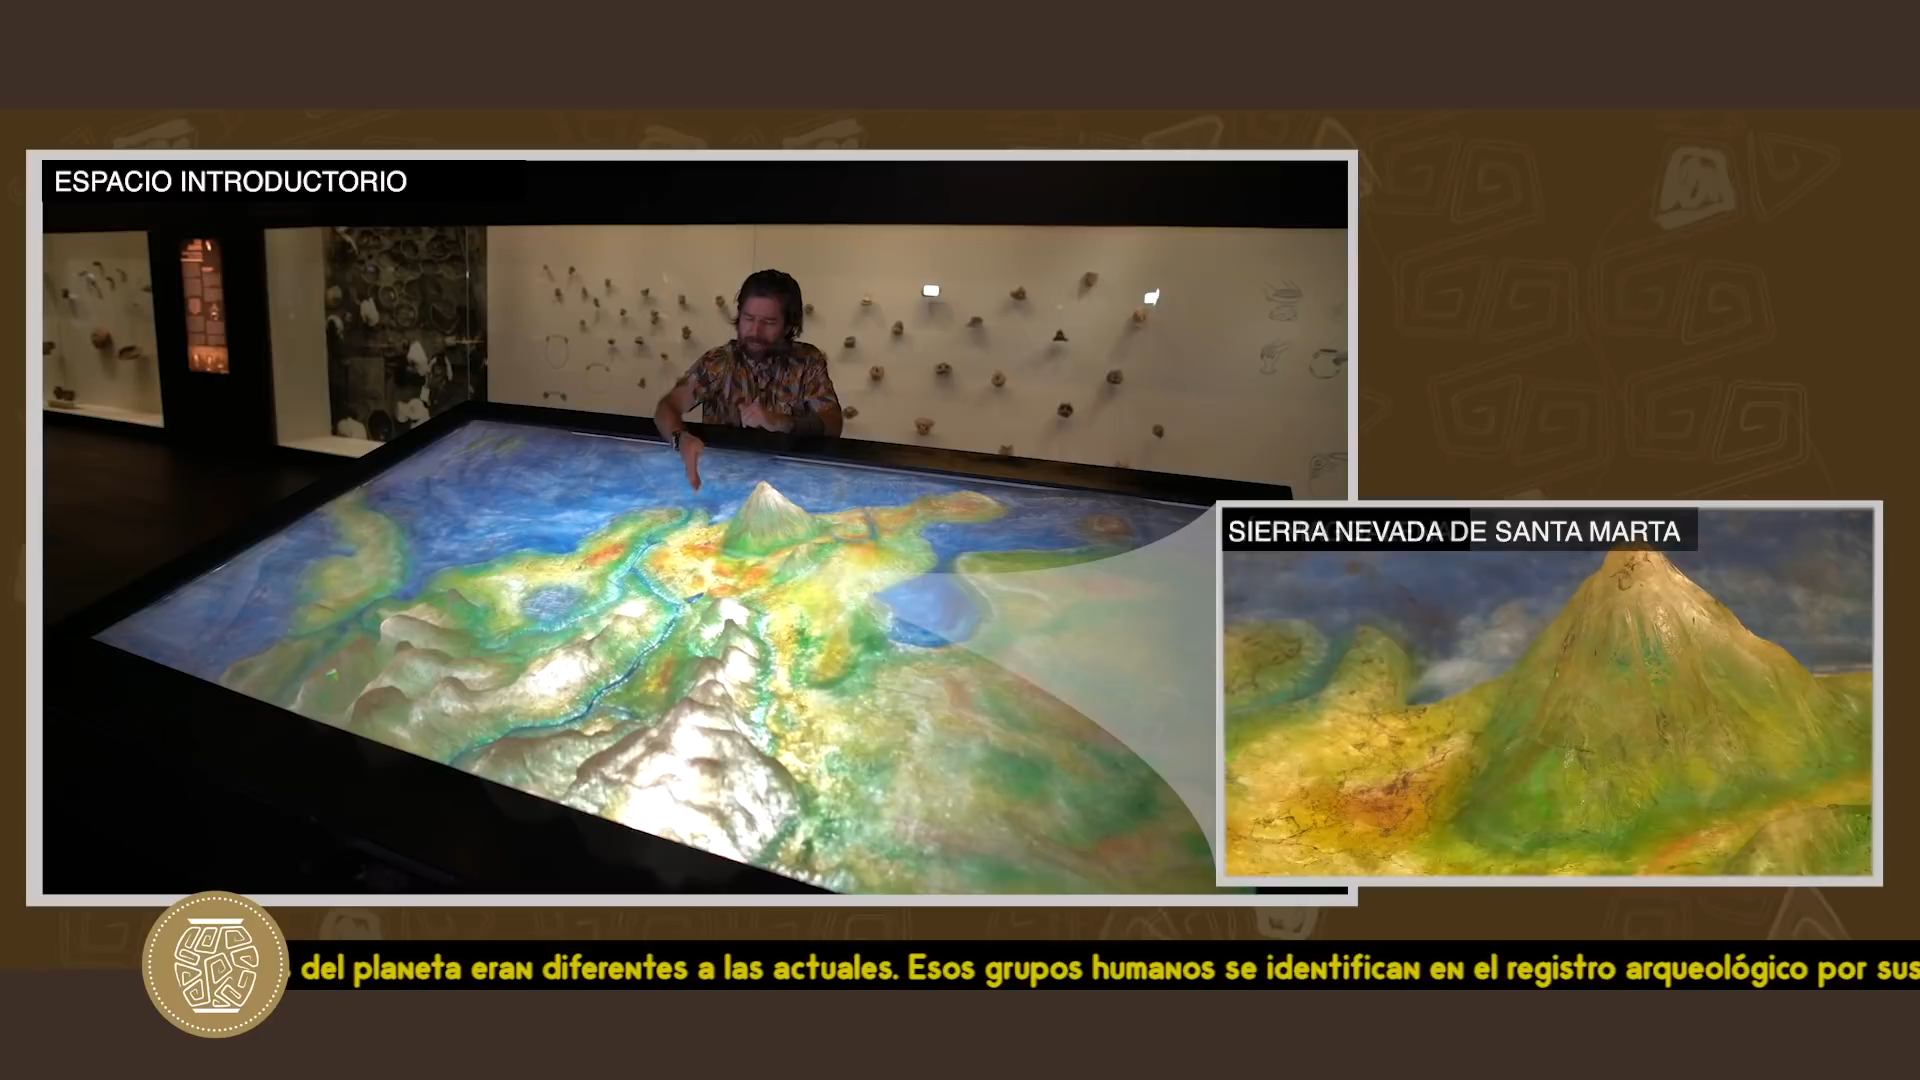 ESPACIO INTRODUCTORIO
SIERRA NEVADA DE SANTA MARTA
del planeta eran diferentes a las actuales. Esos grupos humanos se identifican en el registro arqueológico por sus